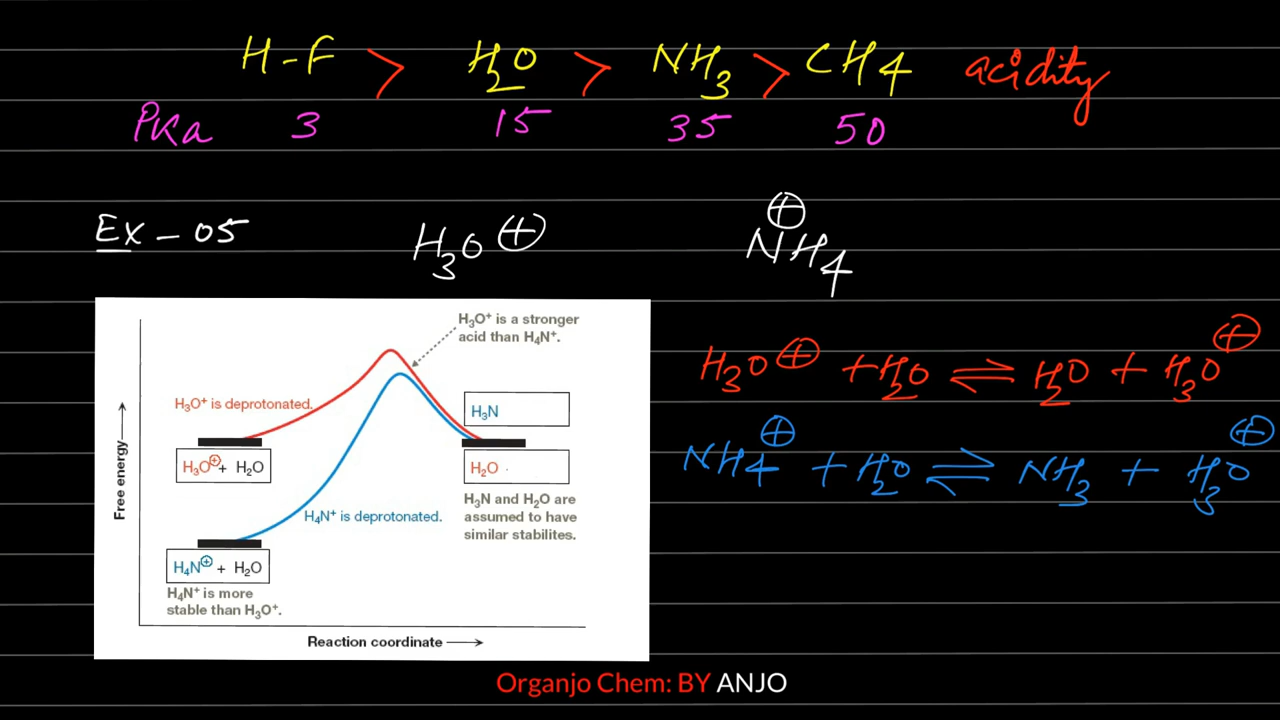 H-F > H2O > NH3 > CH4 acidity
PKa 3 15 35 50
Ex - 05 H3O⊕ ⊕NH4
H3O+ is a stronger
acid than H4N+.
H3O+ is deprotonated.
H3N
H3O⊕ + H2O
H2O
H3N and H2O are
assumed to have
similar stabilites.
H4N+ is deprotonated.
H4N⊕ + H2O
H4N+ is more
stable than H3O+.
Free energy →
Reaction coordinate →
H3O⊕ + H2O ⇌ H2O + H3O⊕
NH4⊕ + H2O ⇌ NH3 + H3O⊕
Organjo Chem: BY ANJO